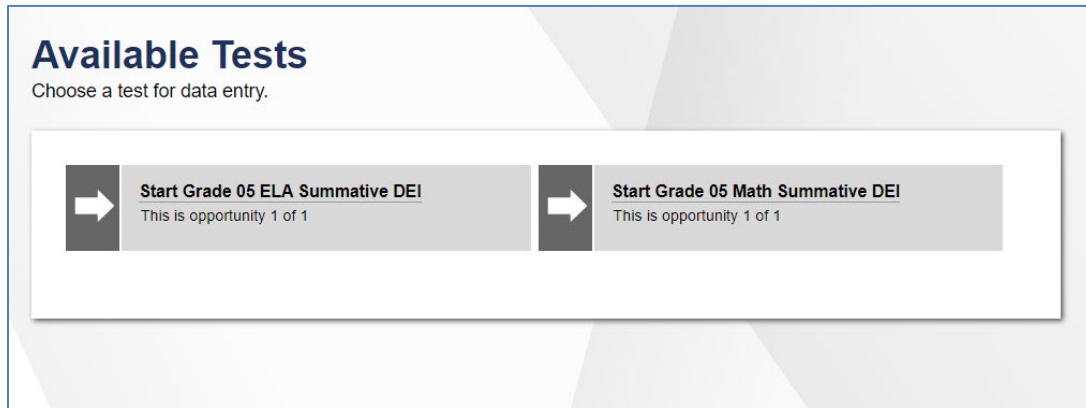 Available Tests
Choose a test for data entry.
Start Grade 05 ELA Summative DEI
This is opportunity 1 of 1
Start Grade 05 Math Summative DEI
This is opportunity 1 of 1